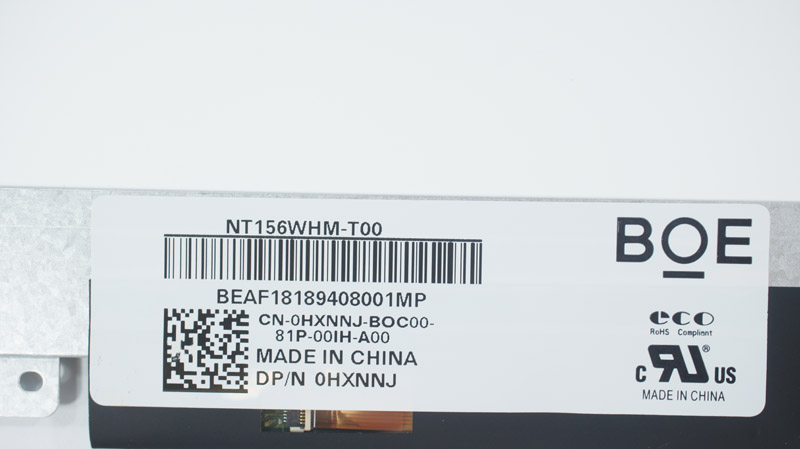 NT156WHM-T00
BOE
BEAF18189408001MP
CN-0HXNNJ-BOC00-
81P-00IH-A00
MADE IN CHINA
DP/N 0HXNNJ
eco
RoHS Compliant
c RU ® US
MADE IN CHINA